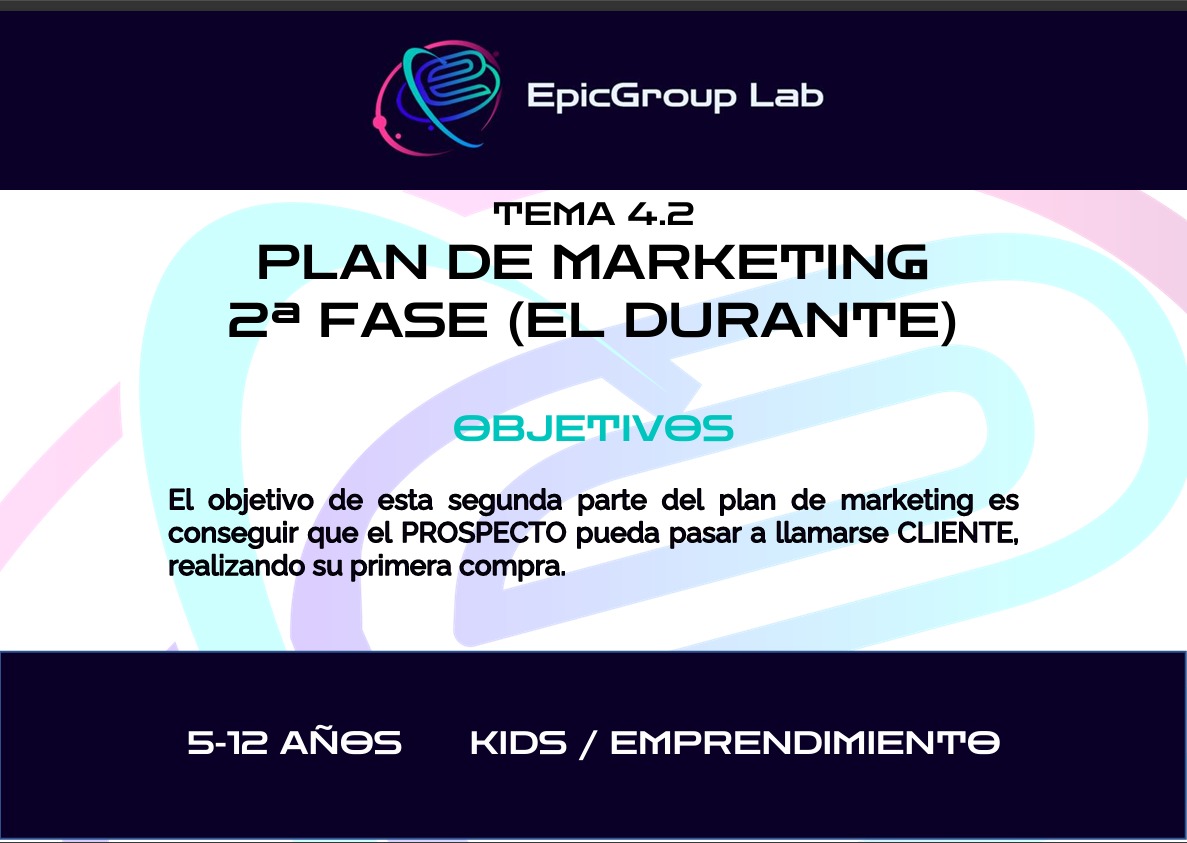 EpicGroup Lab
TEMA 4.2
PLAN DE MARKETING
2ª FASE (EL DURANTE)
OBJETIVOS
El objetivo de esta segunda parte del plan de marketing es
conseguir que el PROSPECTO pueda pasar a llamarse CLIENTE,
realizando su primera compra.
5-12 AÑOS KIDS / EMPRENDIMIENTO